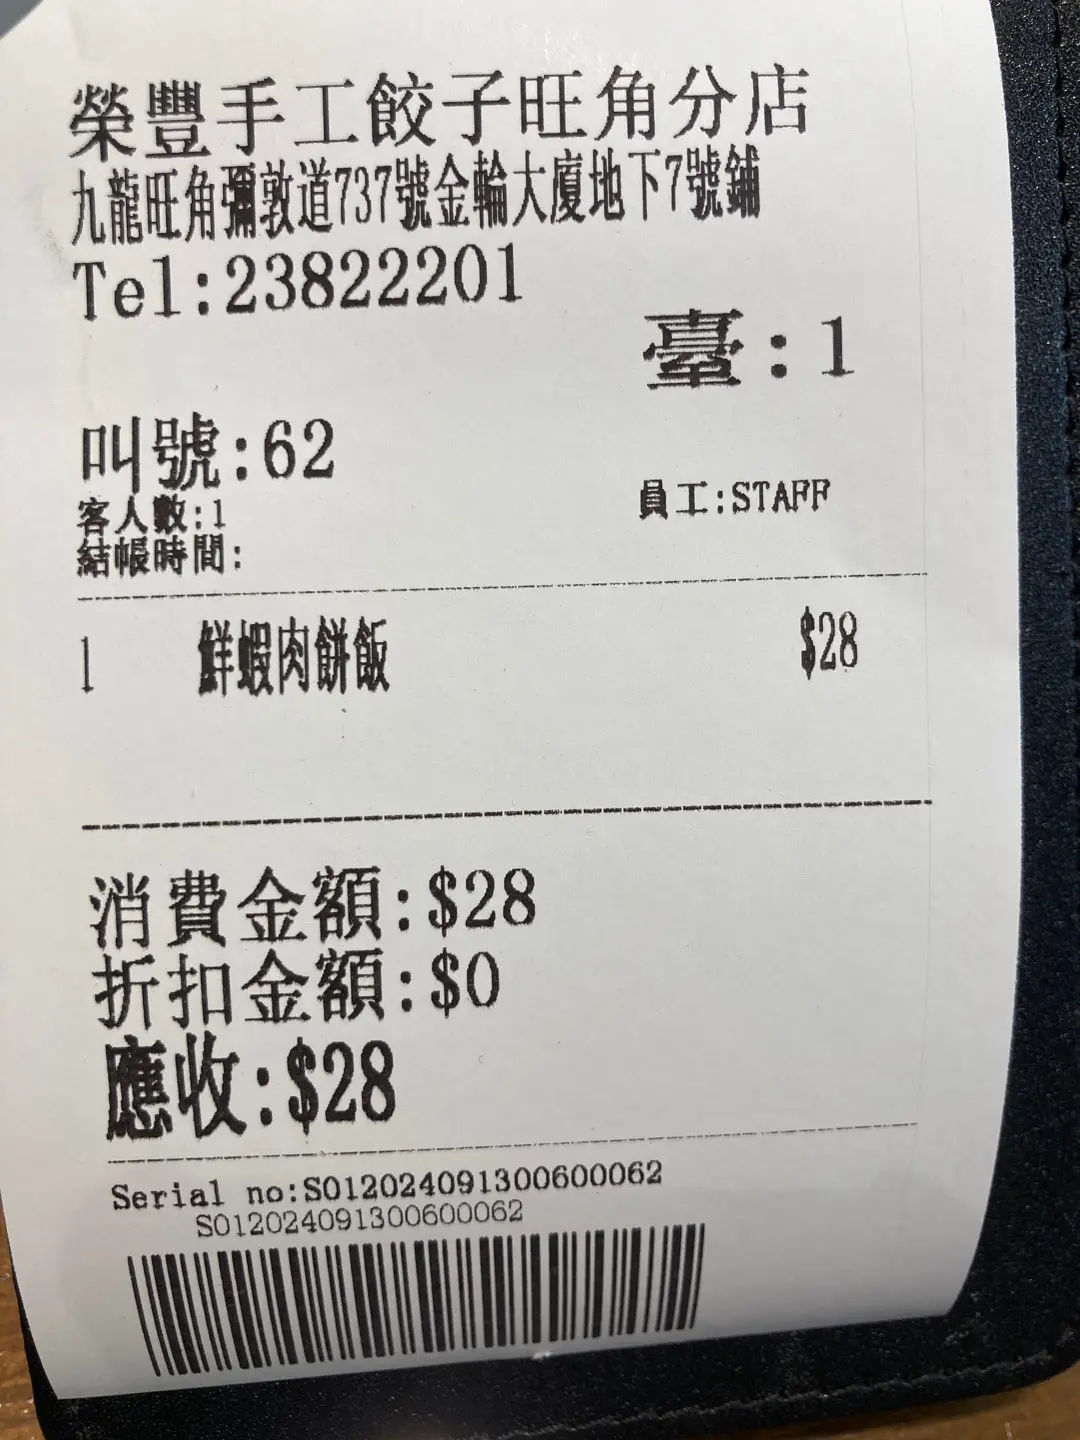 榮豐手工餃子旺角分店
九龍旺角彌敦道737號金輪大廈地下7號鋪
Tel:23822201
臺:1
叫號:62
客人數:1
員工:STAFF
結帳時間:
1 鮮蝦肉餅飯 $28
消費金額:$28
折扣金額:$0
應收:$28
Serial no:S012024091300600062
S012024091300600062